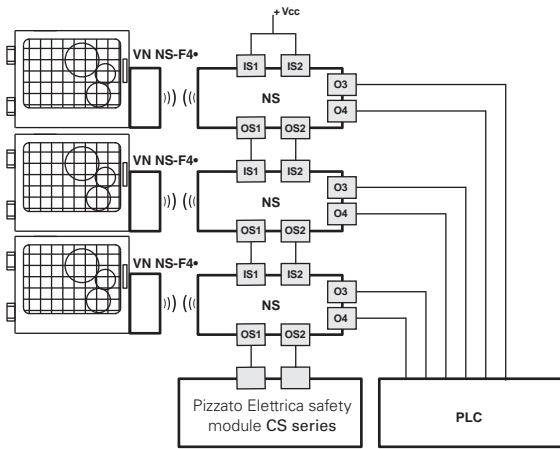 + Vcc
VN NS-F4•
IS1 IS2
O3
NS
O4
OS1 OS2
VN NS-F4•
IS1 IS2
O3
NS
O4
OS1 OS2
VN NS-F4•
IS1 IS2
O3
NS
O4
OS1 OS2
Pizzato Elettrica safety
module CS series
PLC